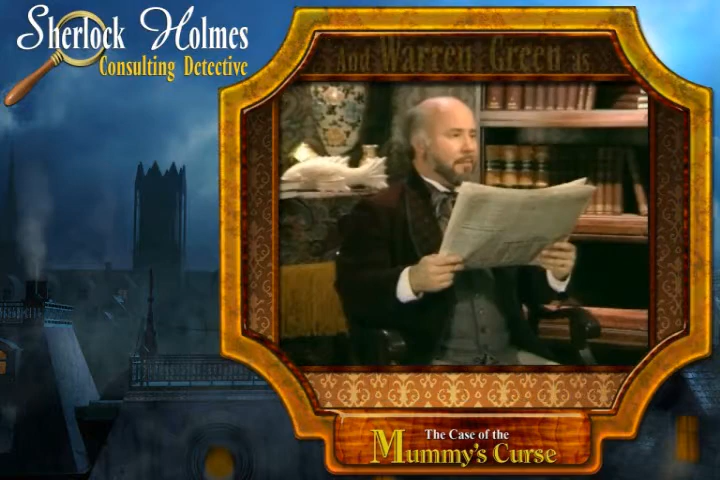 Sherlock Holmes
Consulting Detective
And Warren Green as
The Case of the
Mummy's Curse